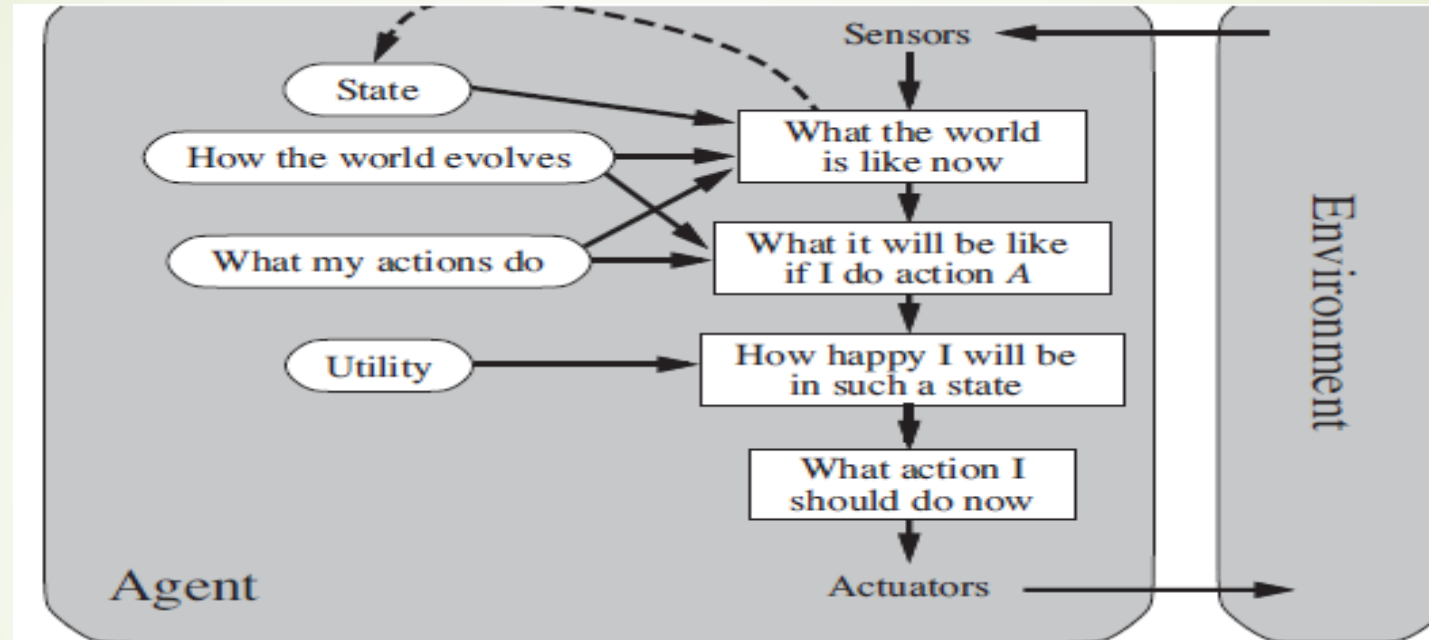 Sensors
State
What the world
is like now
How the world evolves
What my actions do
What it will be like
if I do action A
Utility
How happy I will be
in such a state
What action I
should do now
Agent
Actuators
Environment